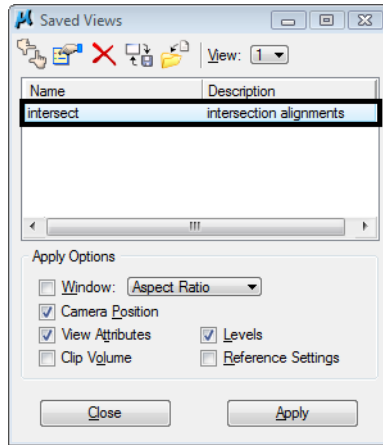 Saved Views
View: 1
Name Description
intersect intersection alignments
Apply Options
Window: Aspect Ratio
Camera Position
View Attributes Levels
Clip Volume Reference Settings
Close Apply